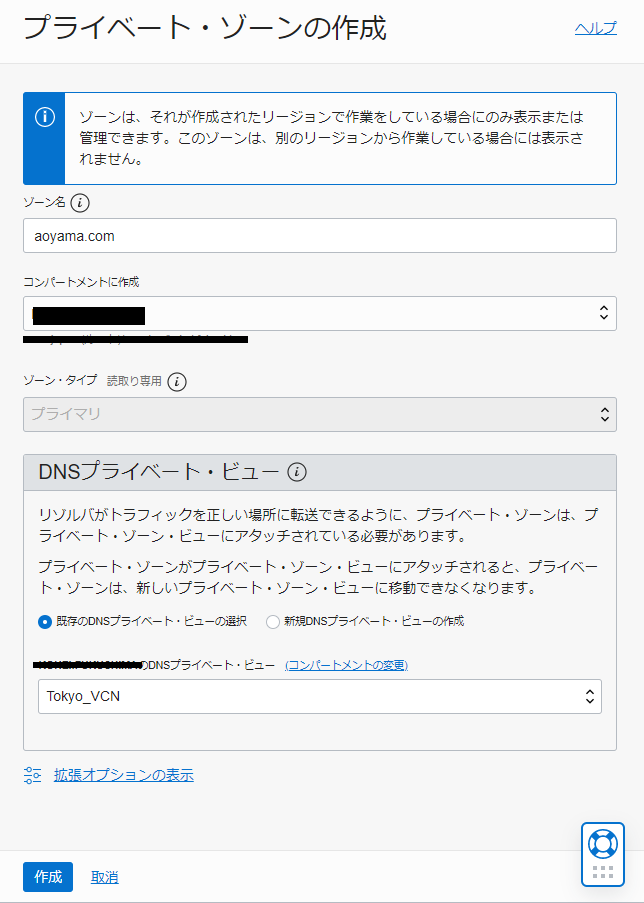 プライベート・ゾーンの作成
ヘルプ
ゾーンは、それが作成されたリージョンで作業をしている場合にのみ表示または
管理できます。このゾーンは、別のリージョンから作業している場合には表示さ
れません。
ゾーン名
aoyama.com
コンパートメントに作成
ゾーン・タイプ 読取り専用
プライマリ
DNSプライベート・ビュー
リゾルバがトラフィックを正しい場所に転送できるように、プライベート・ゾーンは、プ
ライベート・ゾーン・ビューにアタッチされている必要があります。
プライベート・ゾーンがプライベート・ゾーン・ビューにアタッチされると、プライベー
ト・ゾーンは、新しいプライベート・ゾーン・ビューに移動できなくなります。
既存のDNSプライベート・ビューの選択 新規DNSプライベート・ビューの作成
のDNSプライベート・ビュー (コンパートメントの変更)
Tokyo_VCN
拡張オプションの表示
作成 取消